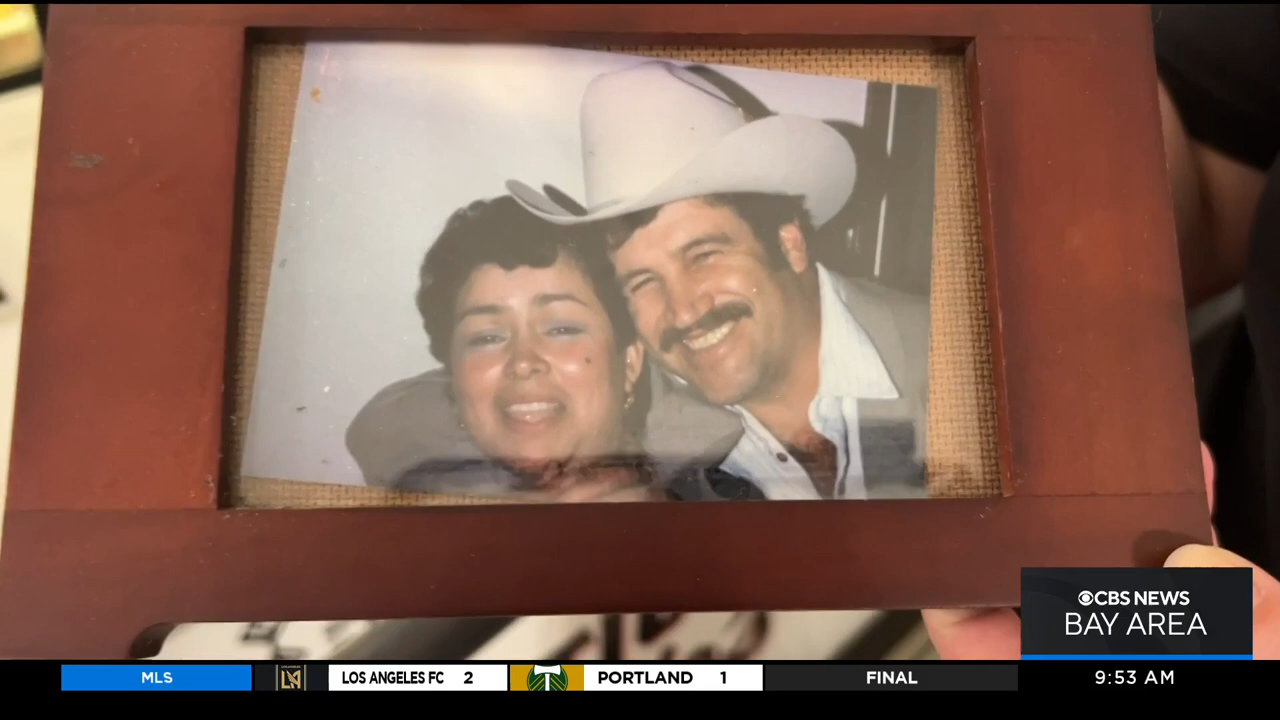 CBS NEWS
BAY AREA
MLS LOS ANGELES FC 2 PORTLAND 1 FINAL 9:53 AM